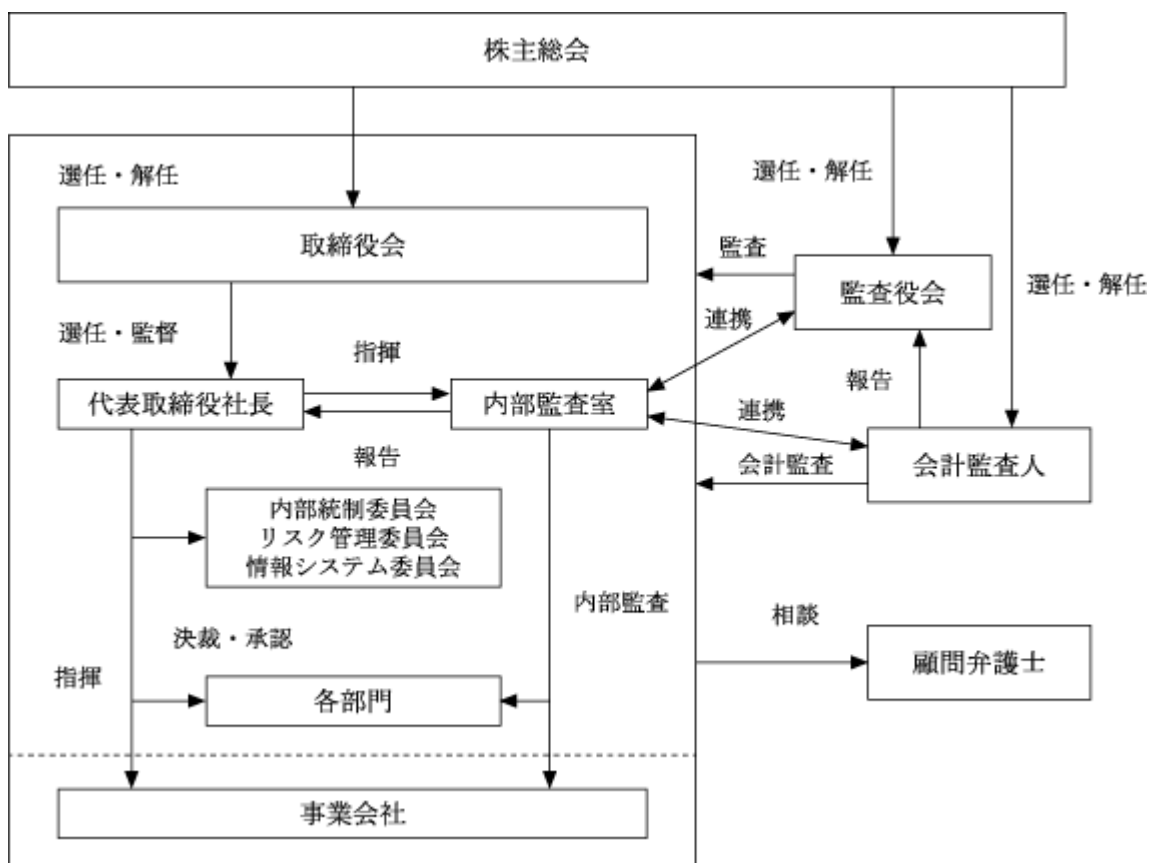 株主総会
選任・解任
選任・解任
取締役会
監査
監査役会
選任・解任
選任・監督
連携
指揮
報告
代表取締役社長
内部監査室
連携
報告
会計監査
会計監査人
内部統制委員会
リスク管理委員会
情報システム委員会
内部監査
相談
決裁・承認
顧問弁護士
指揮
各部門
事業会社